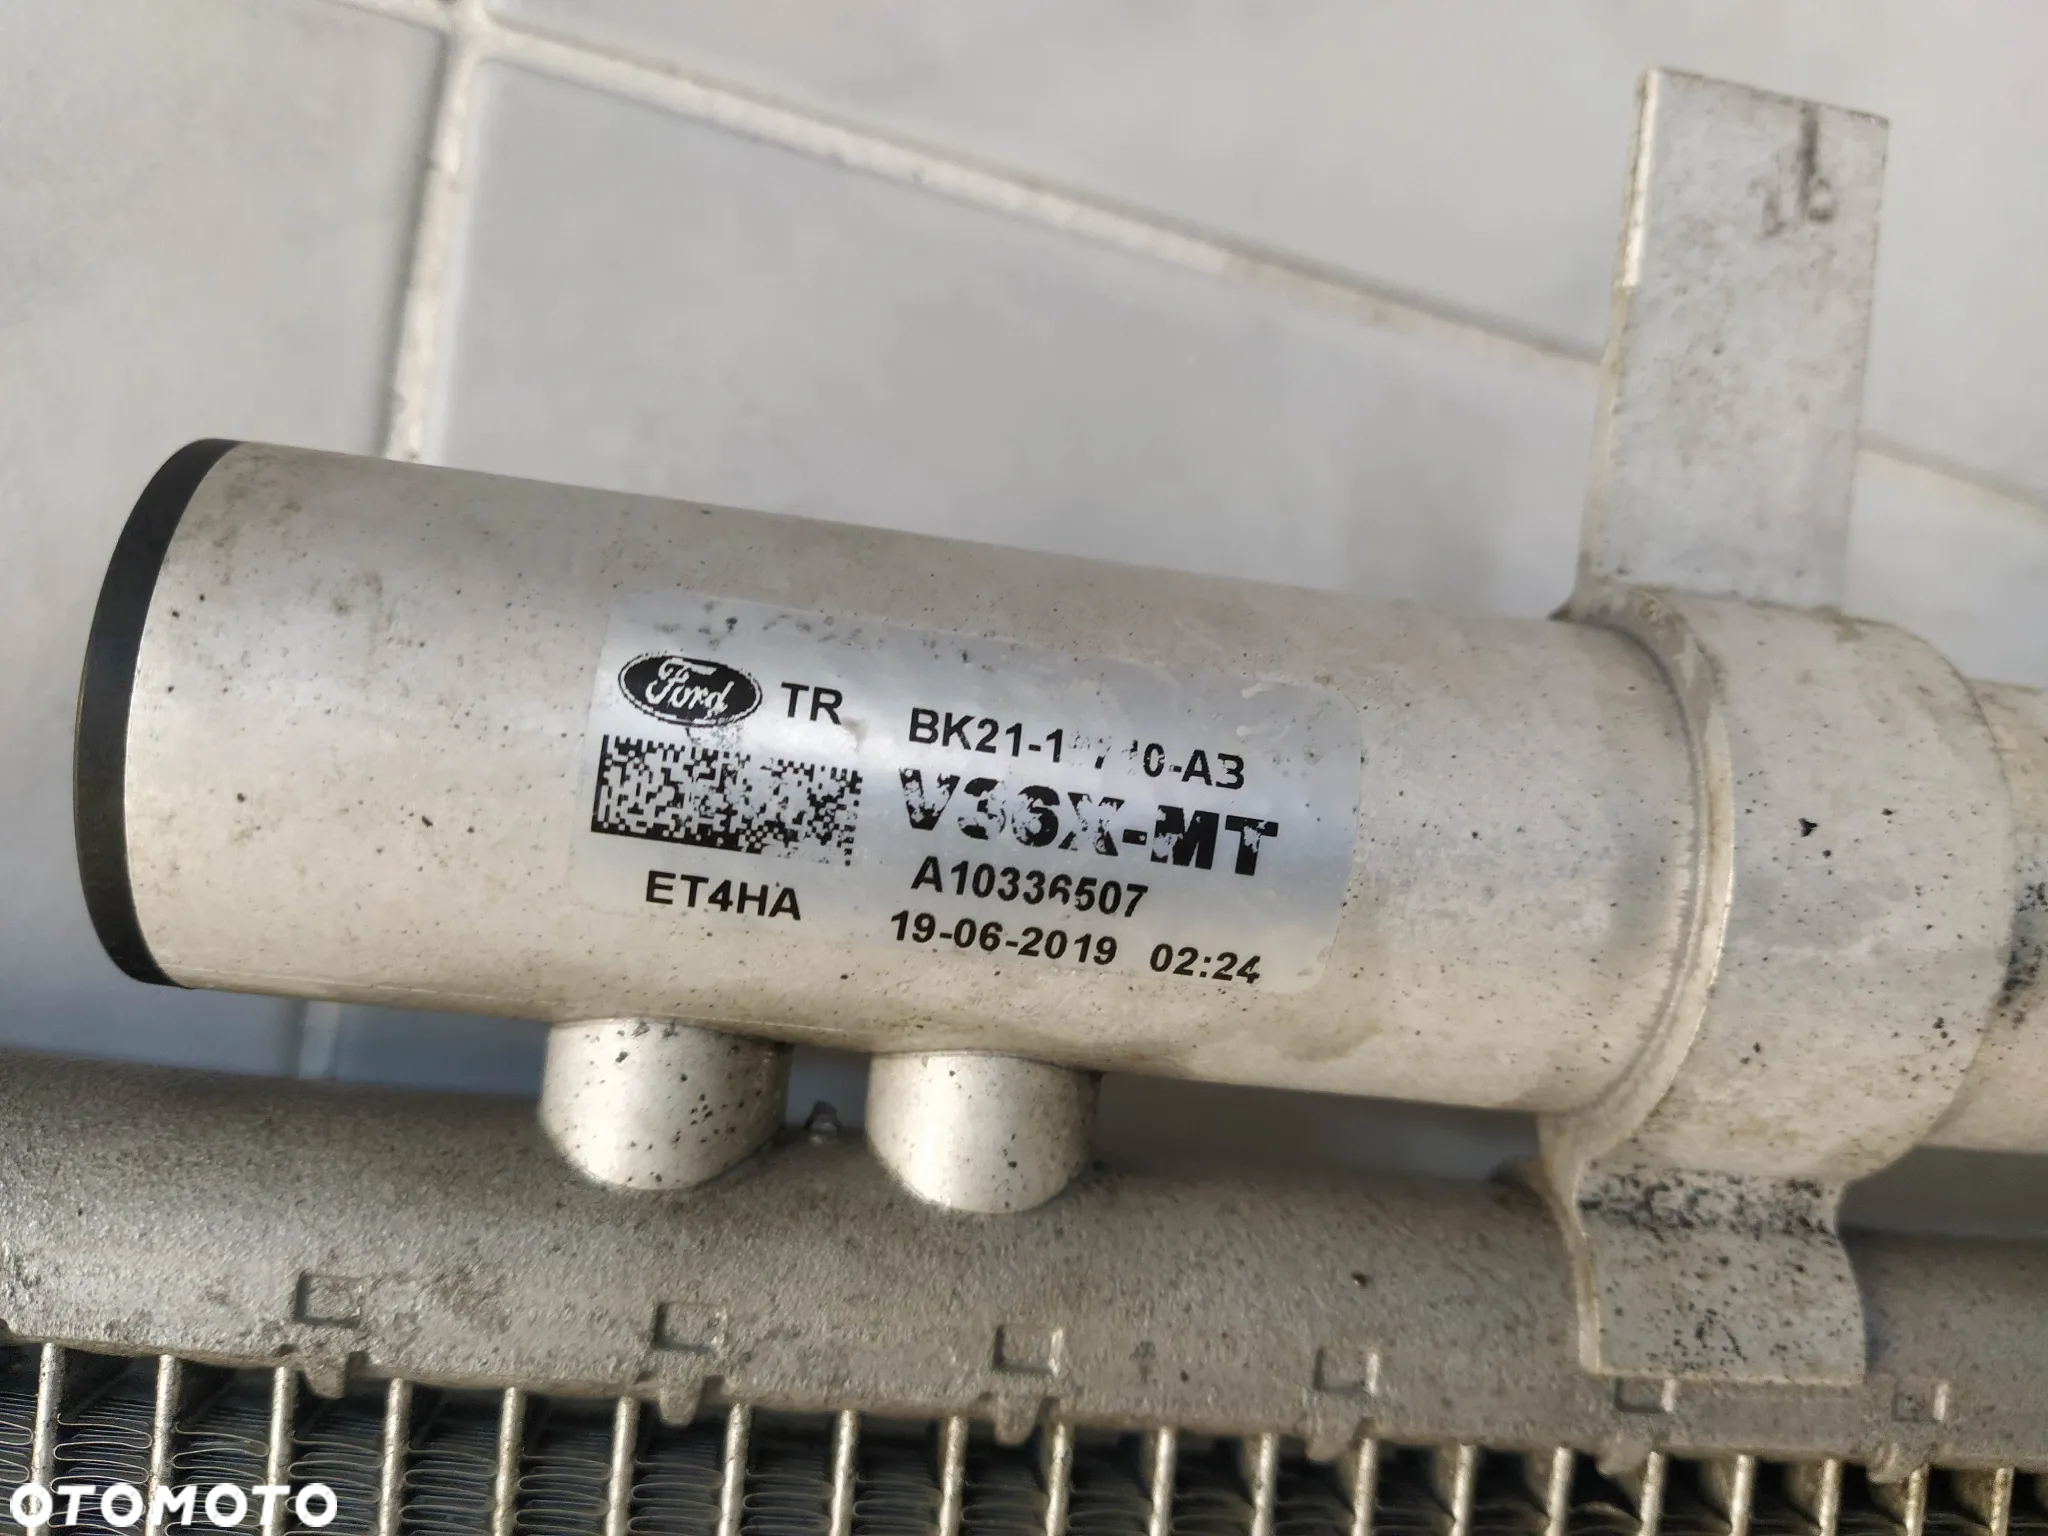 Ford TR
V36X-MT
ET4HA
A10336507
19-06-2019 02:24
OTOMOTO